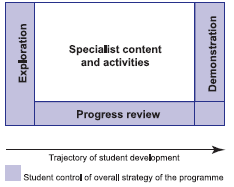 Exploration
Specialist content
and activities
Demonstration
Progress review
Trajectory of student development
Student control of overall strategy of the programme